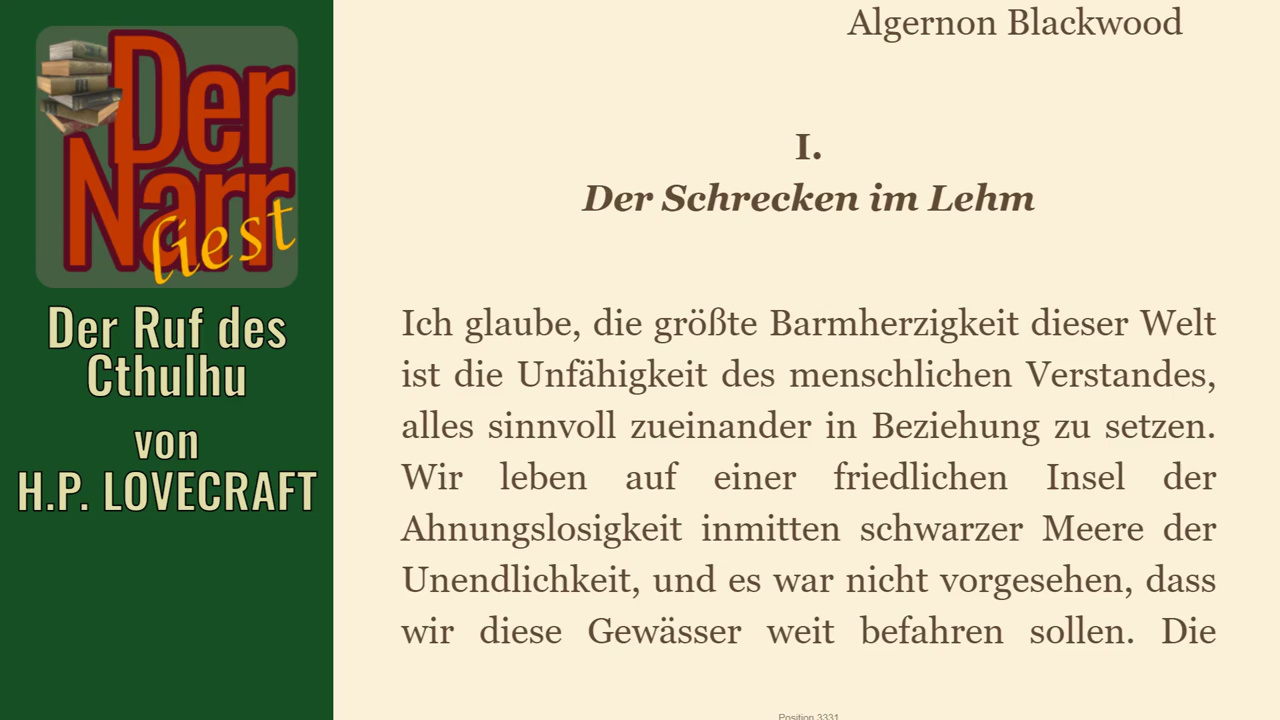 Der
Narr
liest
Der Ruf des
Cthulhu
von
H.P. LOVECRAFT
Algernon Blackwood
I.
Der Schrecken im Lehm
Ich glaube, die größte Barmherzigkeit dieser Welt
ist die Unfähigkeit des menschlichen Verstandes,
alles sinnvoll zueinander in Beziehung zu setzen.
Wir leben auf einer friedlichen Insel der
Ahnungslosigkeit inmitten schwarzer Meere der
Unendlichkeit, und es war nicht vorgesehen, dass
wir diese Gewässer weit befahren sollen. Die
Position 3331